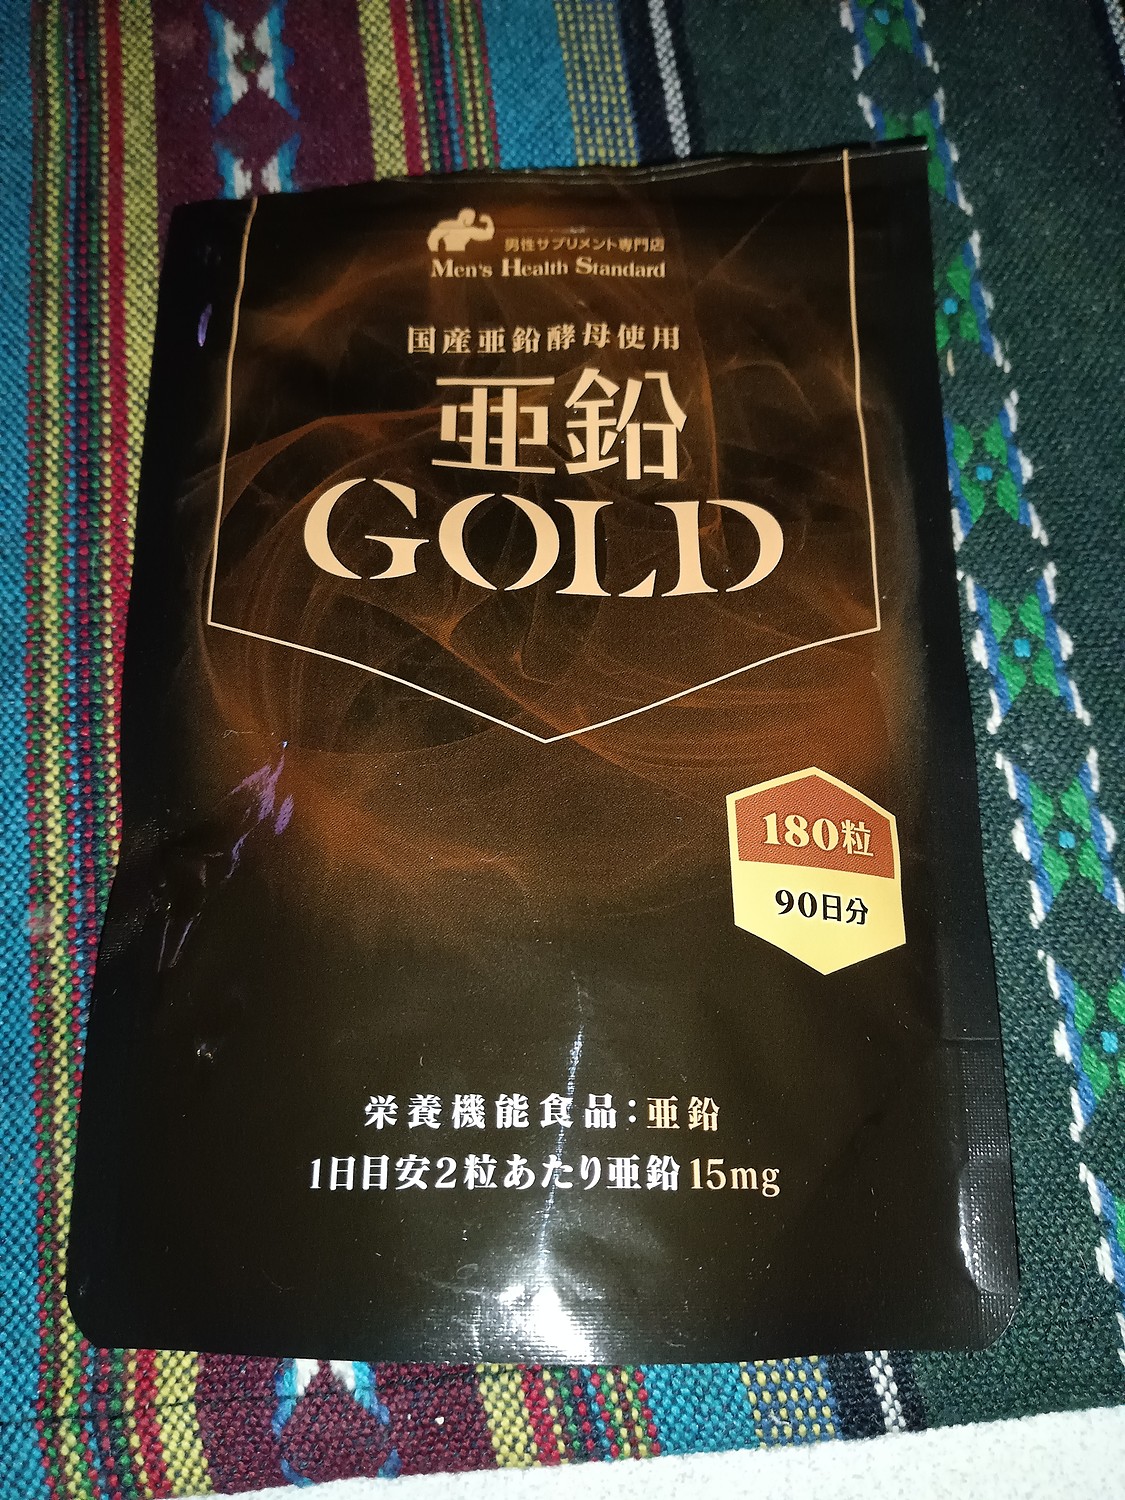 男性サプリメント専門店
Men's Health Standard
国産亜鉛酵母使用
亜鉛
GOLD
180粒
90日分
栄養機能食品：亜鉛
1日目安2粒あたり亜鉛15mg